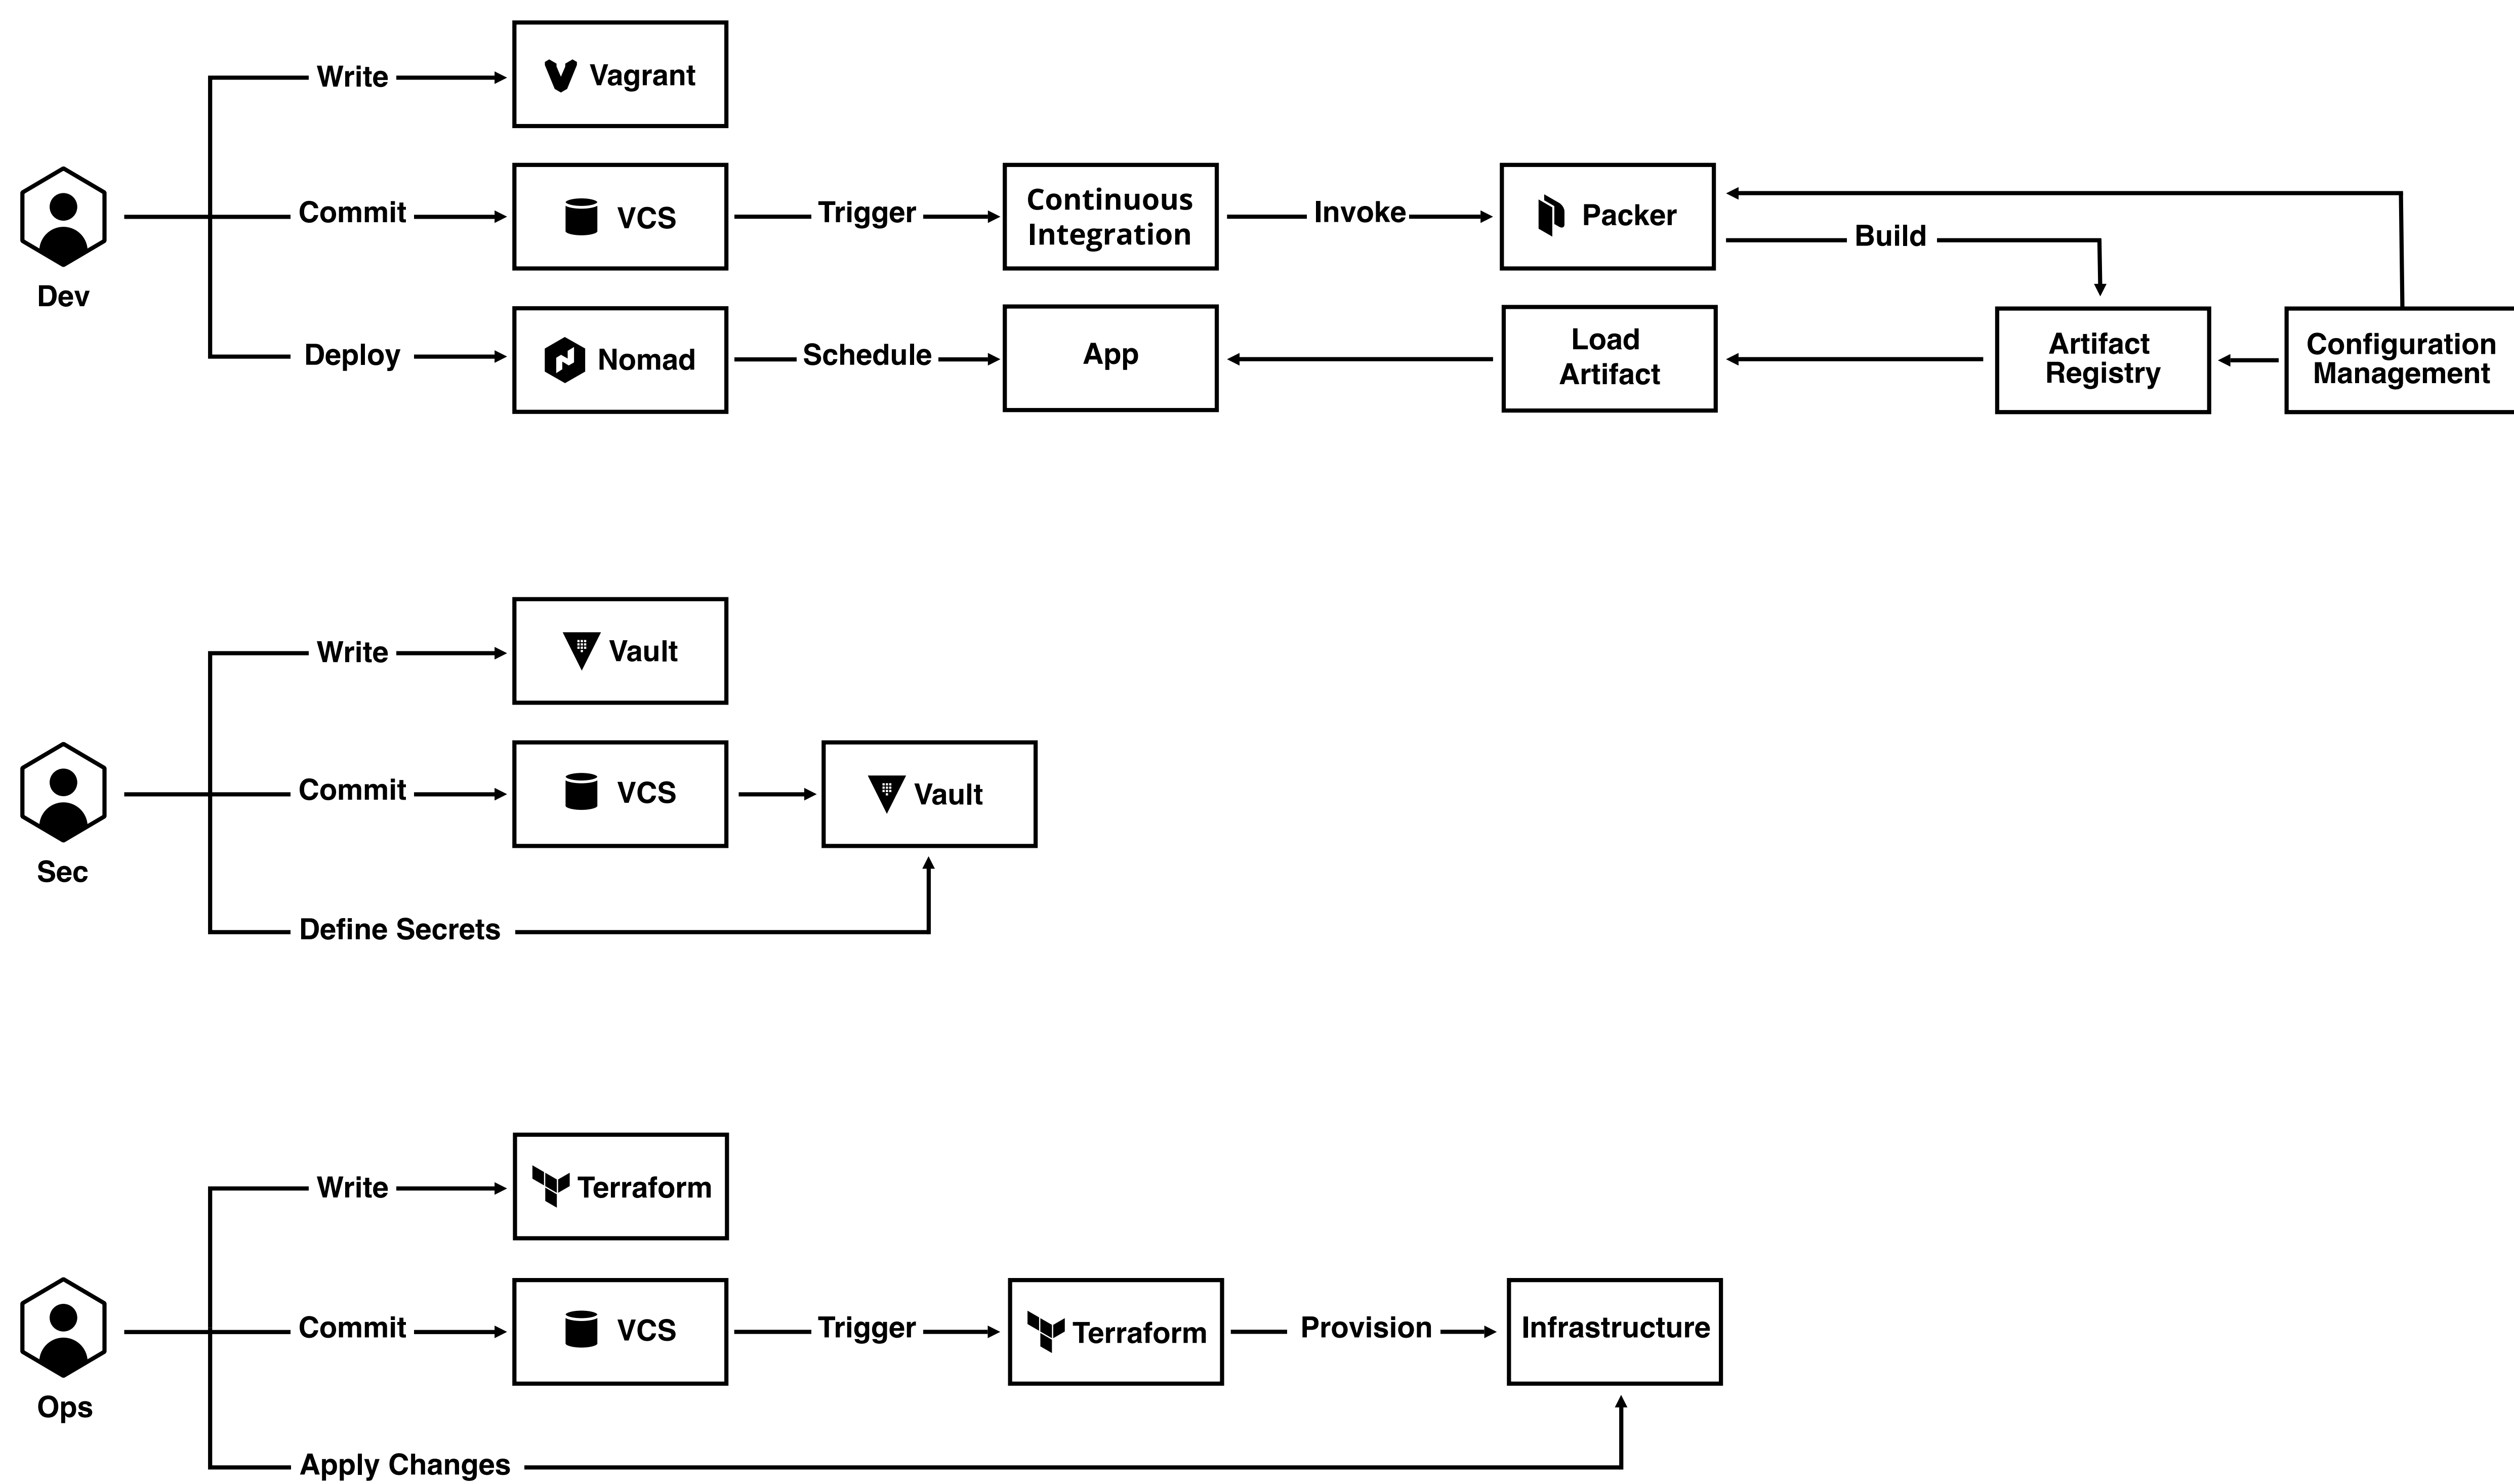 Write
Vagrant
Commit
VCS
Trigger
Continuous
Integration
Invoke
Packer
Build
Dev
Deploy
Nomad
Schedule
App
Load
Artifact
Artifact
Registry
Configuration
Management
Write
Vault
Commit
VCS
Vault
Sec
Define Secrets
Write
Terraform
Commit
VCS
Trigger
Terraform
Provision
Infrastructure
Ops
Apply Changes